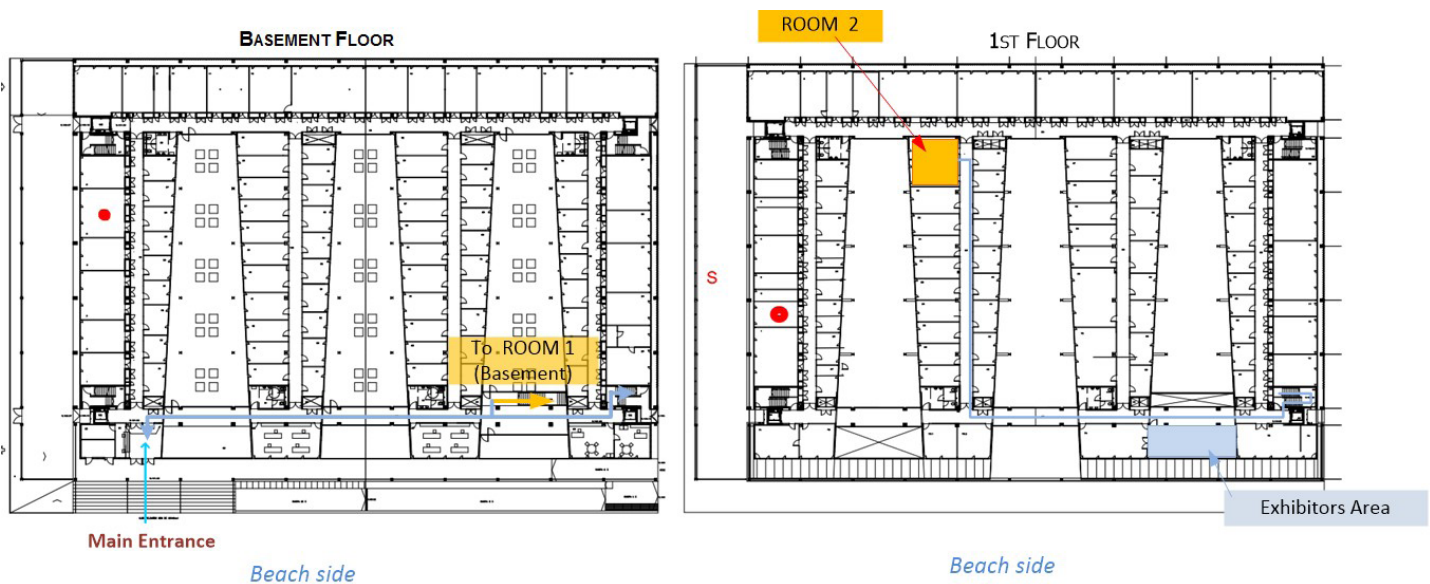 ROOM 2
BASEMENT FLOOR
1ST FLOOR
S
To ROOM 1
(Basement)
Exhibitors Area
Main Entrance
Beach side
Beach side